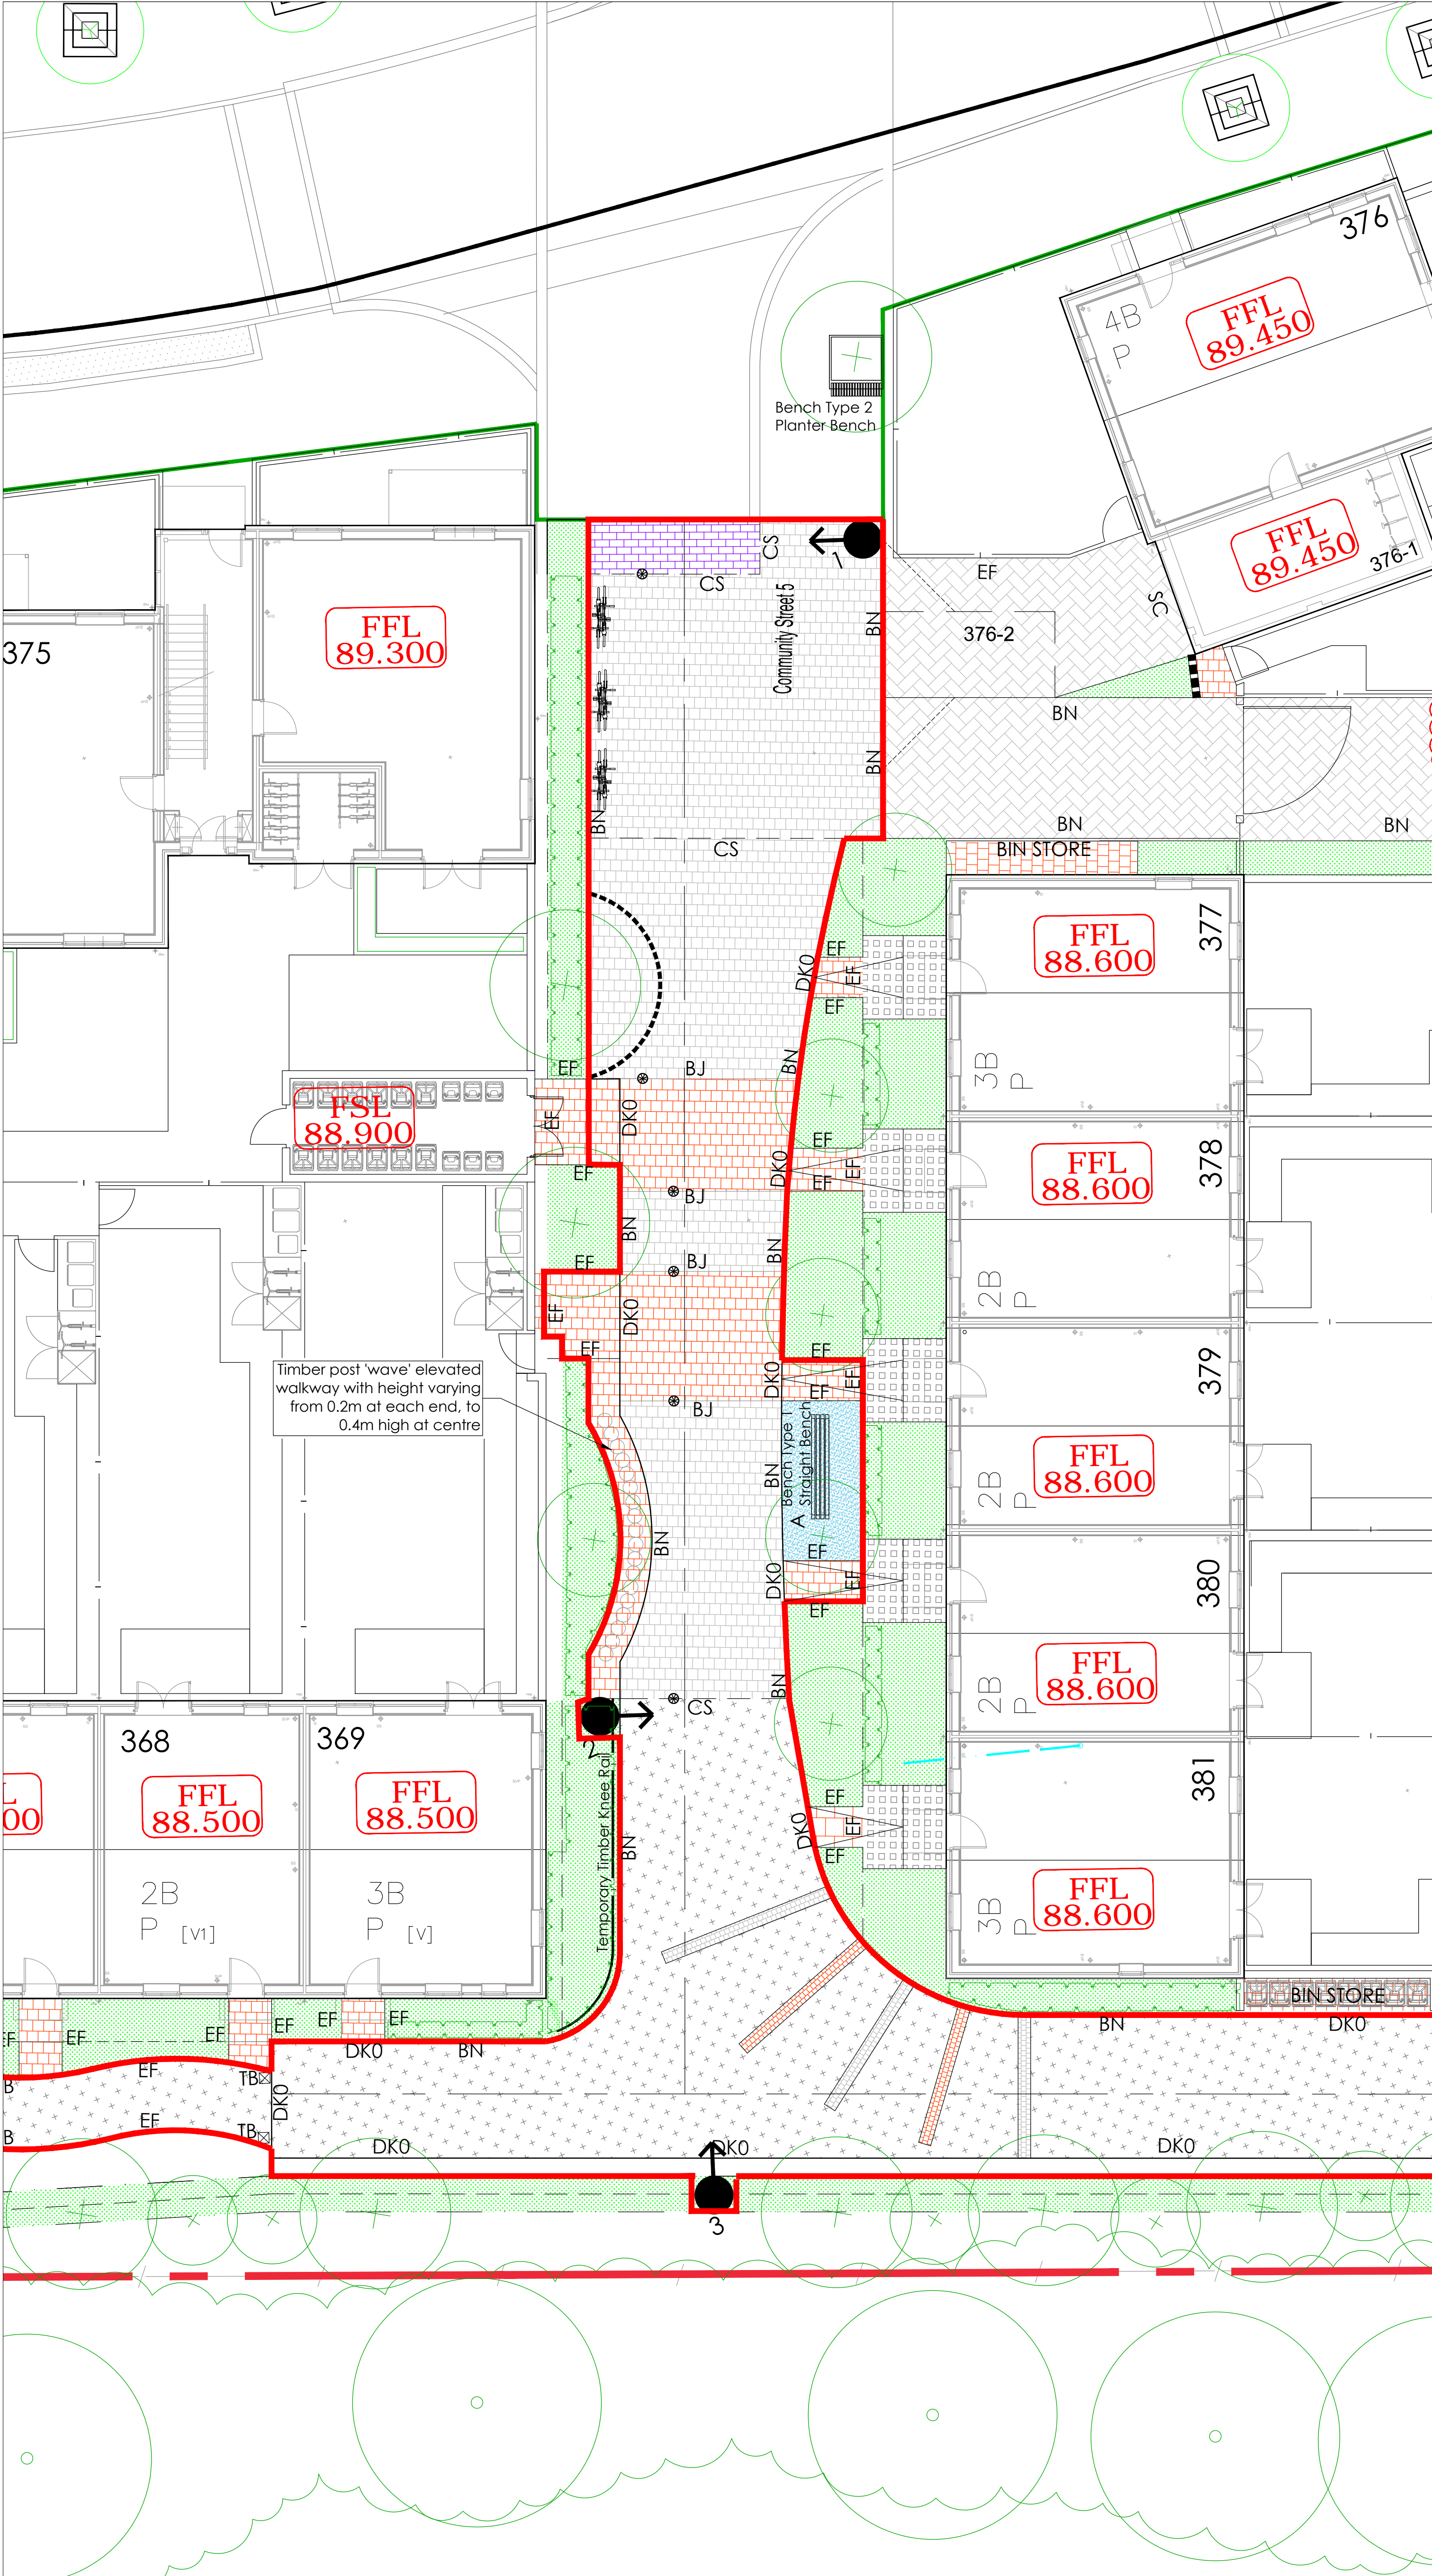 376
4B
P
FFL
89.450
Bench Type 2
Planter Bench
FFL
89.450
376-1
CS
1
CS
EF
SC
Community Street 5
BN
376-2
375
FFL
89.300
BN
BN
BN
CS
BN
BN
BIN STORE
377
FFL
88.600
EF
DK0
EF
EF
3B
P
EF
BJ
BN
FSL
88.900
EF
DK0
EF
DK0
EF
EF
378
FFL
88.600
EF
BJ
BN
BN
EF
BJ
2B
P
EF
DK0
EF
EF
DK0
EF
EF
379
Timber post 'wave' elevated
walkway with height varying
from 0.2m at each end, to
0.4m high at centre
BJ
Bench Type 1
Straight Bench
A
BN
FFL
88.600
2B
P
BN
EF
DK0
EF
EF
380
FFL
88.600
2B
P
BN
CS
2
368
369
Temporary Timber Knee Rail
BN
381
FFL
88.500
FFL
88.500
00
EF
DK0
EF
EF
2B
P [V1]
3B
P [V]
FFL
88.600
3B
P
BIN STORE
EF
EF
EF
EF
EF
EF
DK0
BN
BN
DK0
EF
TB
DK0
B
EF
TB
B
DK0
DK0
DK0
3